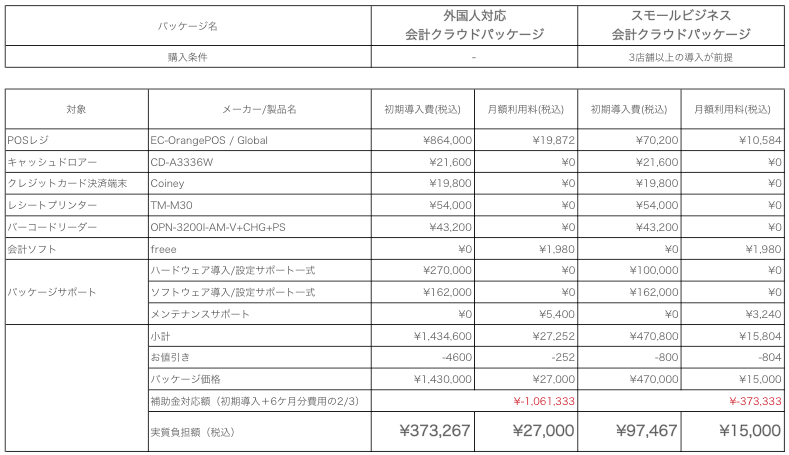 パッケージ名 外国人対応 会計クラウドパッケージ スモールビジネス 会計クラウドパッケージ
購入条件 - 3店舗以上の導入が前提
対象 メーカー/製品名 初期導入費(税込) 月額利用料(税込) 初期導入費(税込) 月額利用料(税込)
POSレジ EC-OrangePOS / Global ¥864,000 ¥19,872 ¥70,200 ¥10,584
キャッシュドロアー CD-A3336W ¥21,600 ¥0 ¥21,600 ¥0
クレジットカード決済端末 Coiney ¥19,800 ¥0 ¥19,800 ¥0
レシートプリンター TM-M30 ¥54,000 ¥0 ¥54,000 ¥0
バーコードリーダー OPN-3200I-AM-V+CHG+PS ¥43,200 ¥0 ¥43,200 ¥0
会計ソフト freee ¥0 ¥1,980 ¥0 ¥1,980
パッケージサポート ハードウェア導入/設定サポート一式 ¥270,000 ¥0 ¥100,000 ¥0
ソフトウェア導入/設定サポート一式 ¥162,000 ¥0 ¥162,000 ¥0
メンテナンスサポート ¥0 ¥5,400 ¥0 ¥3,240
小計 ¥1,434,600 ¥27,252 ¥470,800 ¥15,804
お値引き -4600 -252 -800 -804
パッケージ価格 ¥1,430,000 ¥27,000 ¥470,000 ¥15,000
補助金対応額（初期導入＋6ケ月分費用の2/3） ¥-1,061,333 ¥-373,333
実質負担額（税込） ¥373,267 ¥27,000 ¥97,467 ¥15,000